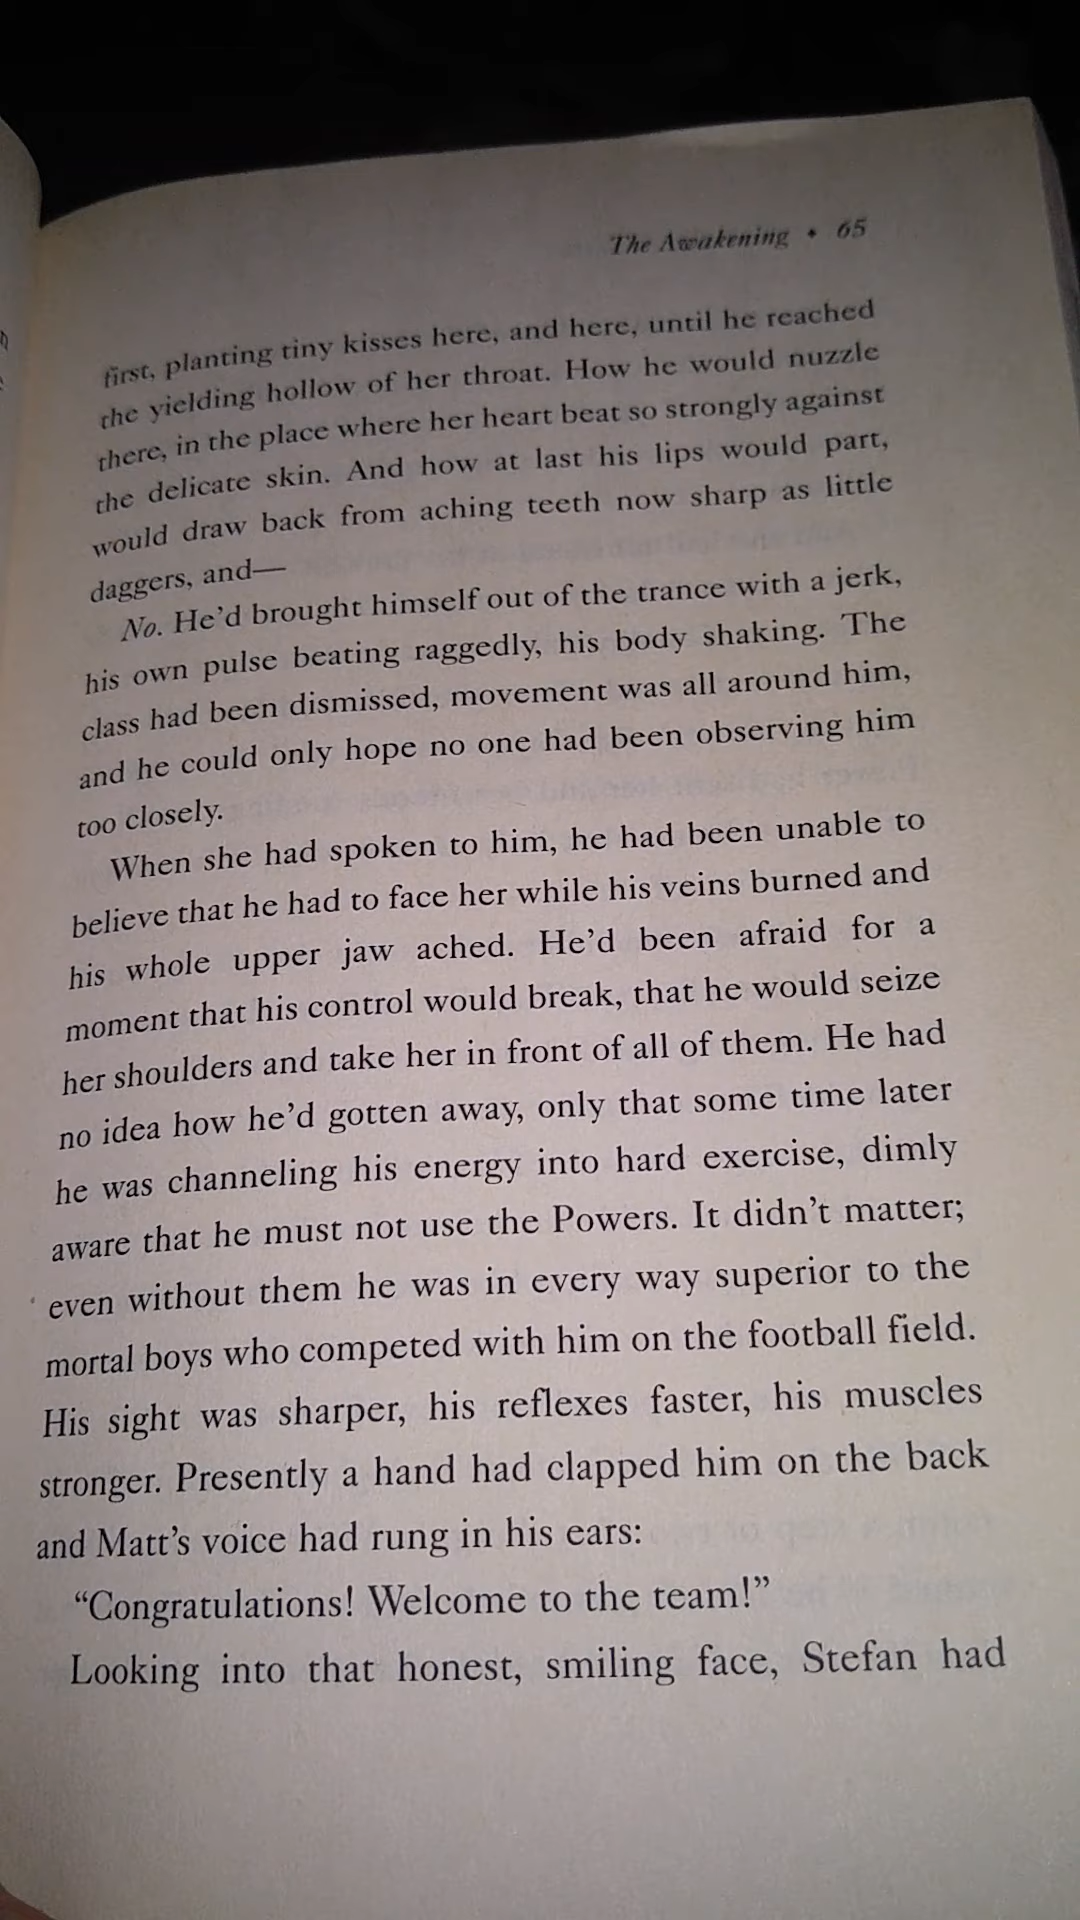 The Awakening • 65
first, planting tiny kisses here, and here, until he reached
the yielding hollow of her throat. How he would nuzzle
there, in the place where her heart beat so strongly against
the delicate skin. And how at last his lips would part,
would draw back from aching teeth now sharp as little
daggers, and—
No. He’d brought himself out of the trance with a jerk,
his own pulse beating raggedly, his body shaking. The
class had been dismissed, movement was all around him,
and he could only hope no one had been observing him
too closely.
When she had spoken to him, he had been unable to
believe that he had to face her while his veins burned and
his whole upper jaw ached. He’d been afraid for a
moment that his control would break, that he would seize
her shoulders and take her in front of all of them. He had
no idea how he’d gotten away, only that some time later
he was channeling his energy into hard exercise, dimly
aware that he must not use the Powers. It didn’t matter;
even without them he was in every way superior to the
mortal boys who competed with him on the football field.
His sight was sharper, his reflexes faster, his muscles
stronger. Presently a hand had clapped him on the back
and Matt’s voice had rung in his ears:
“Congratulations! Welcome to the team!”
Looking into that honest, smiling face, Stefan had